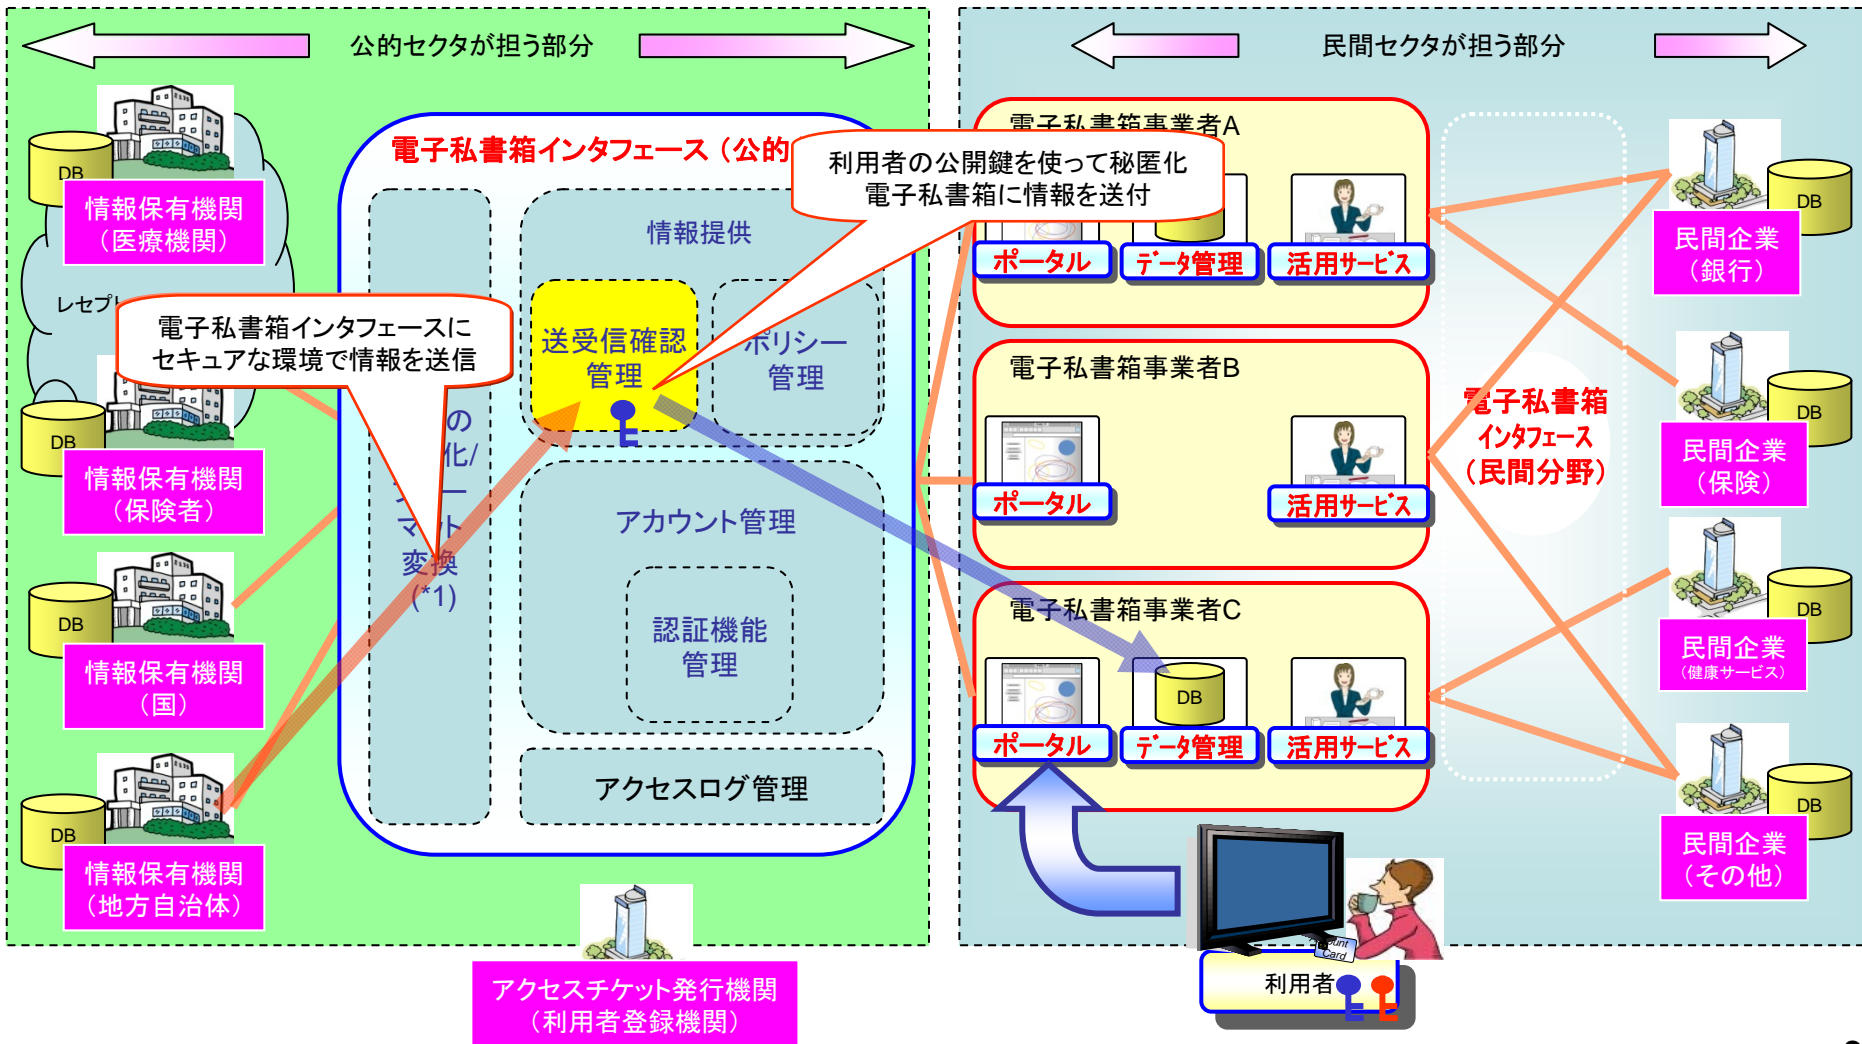 公的セクタが担う部分
民間セクタが担う部分
DB
情報保有機関
（医療機関）
レセプ
DB
情報保有機関
（保険者）
DB
情報保有機関
（国）
DB
情報保有機関
（地方自治体）
電子私書箱インタフェース（公的
電子私書箱インタフェースに
セキュアな環境で情報を送信
利用者の公開鍵を使って秘匿化
電子私書箱に情報を送付
の
化/
マット
変換
(*1)
情報提供
送受信確認
管理
ポリシー
管理
アカウント管理
認証機能
管理
アクセスログ管理
アクセスチケット発行機関
（利用者登録機関）
電子私書箱事業者A
ポータル
データ管理
活用サービス
電子私書箱事業者B
ポータル
活用サービス
電子私書箱事業者C
DB
ポータル
データ管理
活用サービス
電子私書箱
インタフェース
（民間分野）
DB
民間企業
（銀行）
DB
民間企業
（保険）
DB
民間企業
（健康サービス）
DB
民間企業
（その他）
Card
利用者